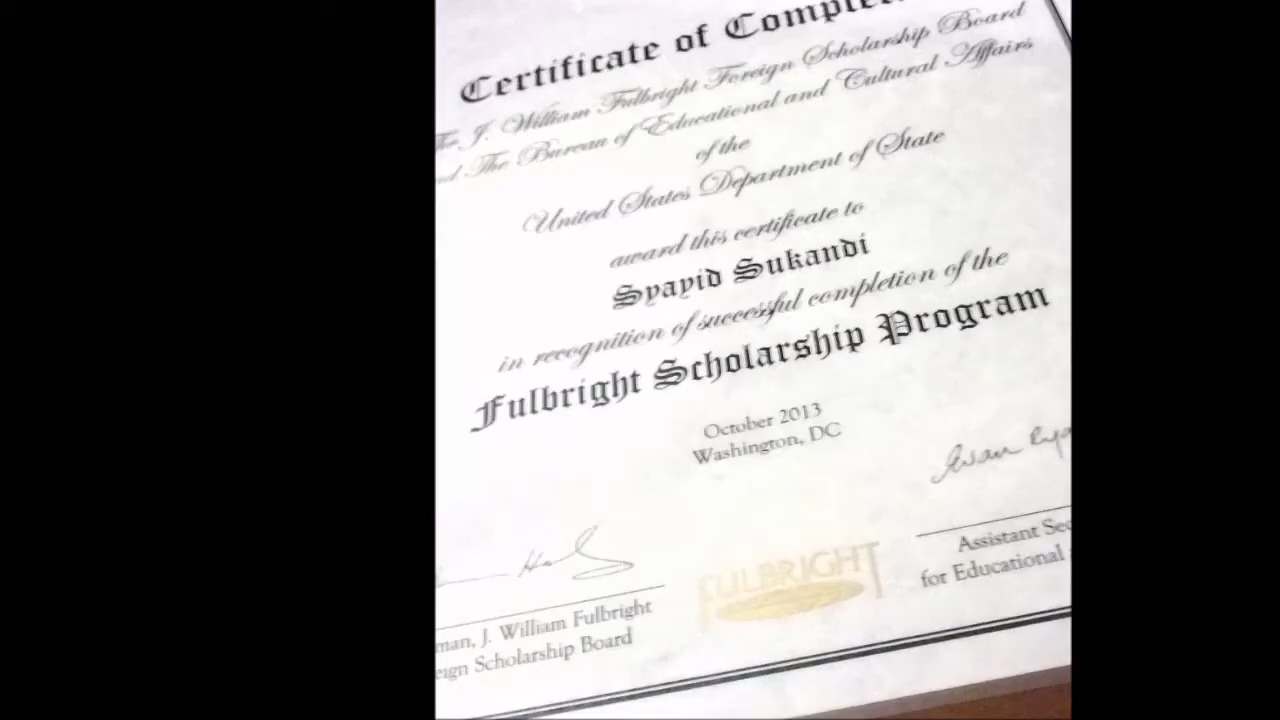 Certificate of Comple
The J. William Fulbright Foreign Scholarship Board
nd The Bureau of Educational and Cultural Affairs
of the
United States Department of State
award this certificate to
Syayid Sukandi
in recognition of successful completion of the
Fulbright Scholarship Program
October 2013
Washington, DC
FULBRIGHT
Assistant Sec
for Educational
man, J. William Fulbright
eign Scholarship Board